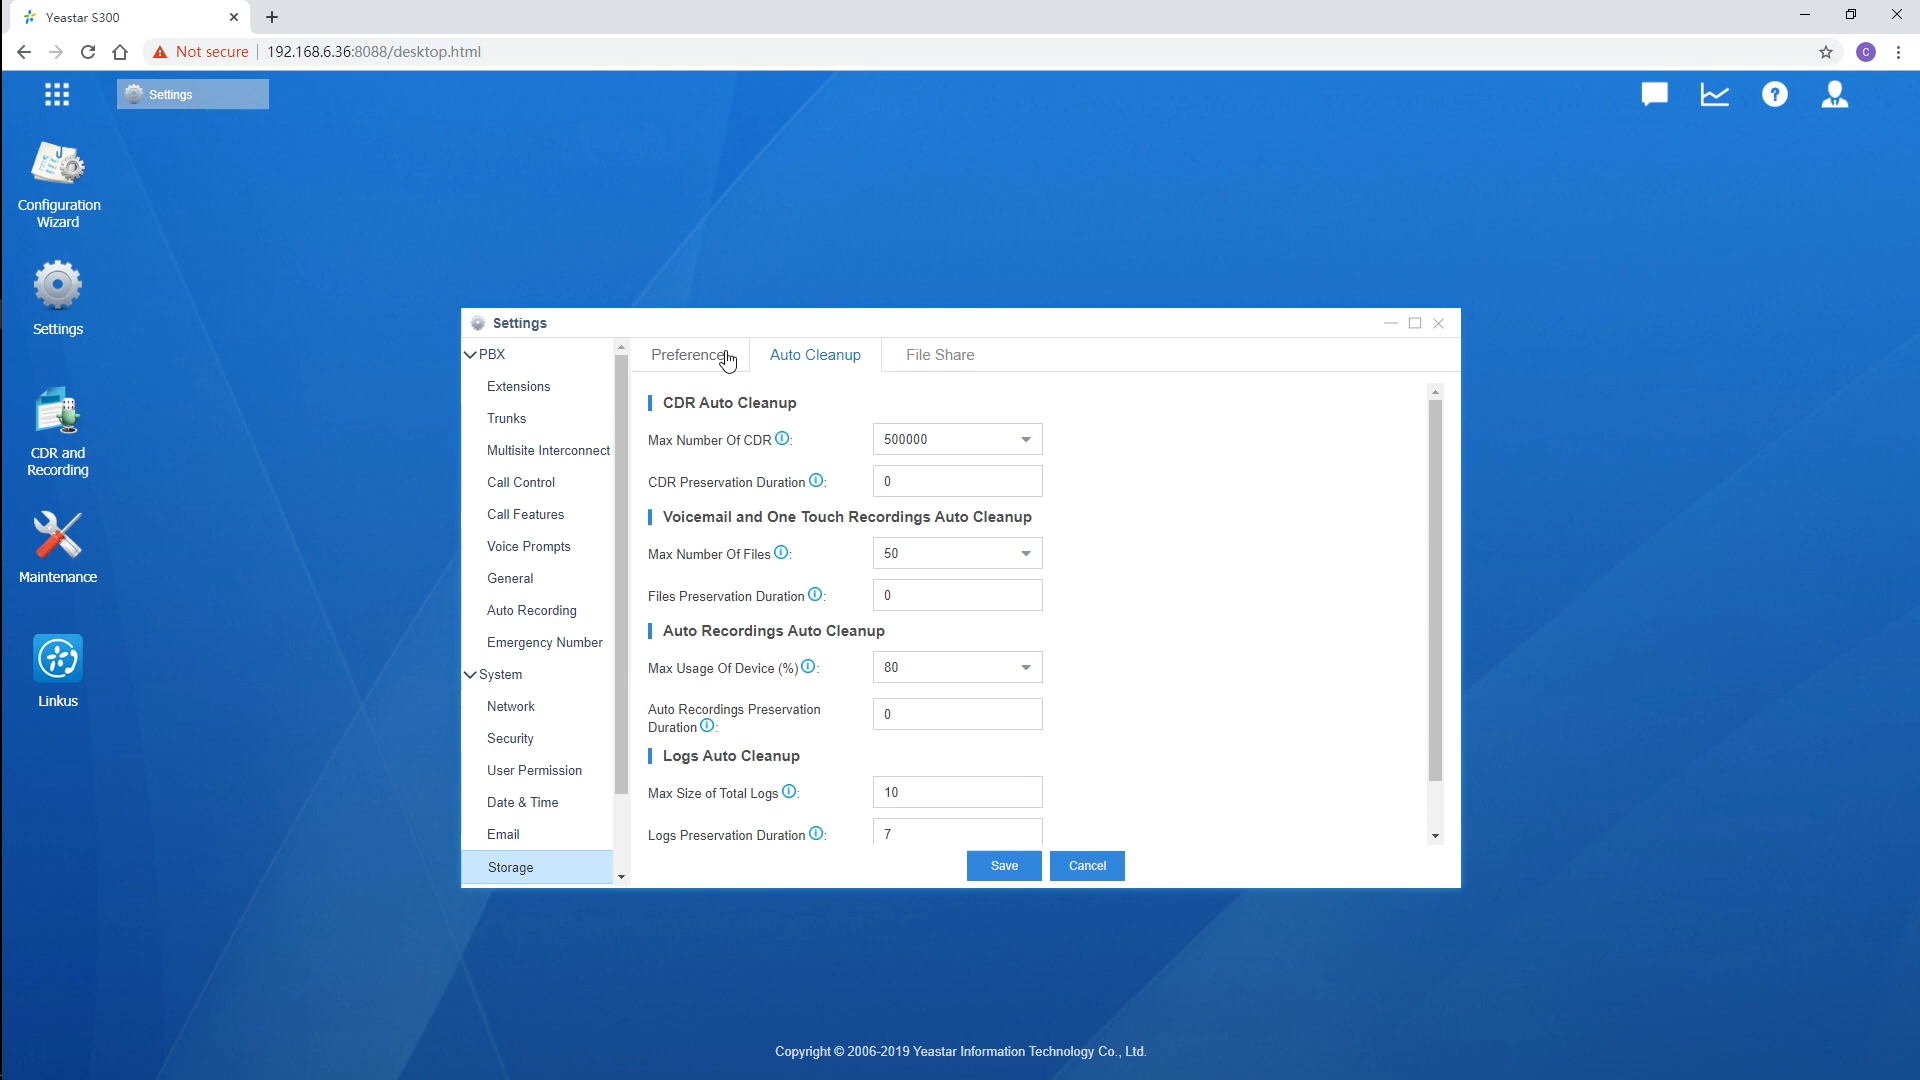 Yeastar S300
Not secure
192.168.6.36:8088/desktop.html
C
Settings
?
Configuration
Wizard
Settings
CDR and
Recording
Maintenance
Linkus
Settings
PBX
Extensions
Trunks
Multisite Interconnect
Call Control
Call Features
Voice Prompts
General
Auto Recording
Emergency Number
System
Network
Security
User Permission
Date & Time
Email
Storage
Preference
Auto Cleanup
File Share
CDR Auto Cleanup
Max Number Of CDR : 500000
CDR Preservation Duration : 0
Voicemail and One Touch Recordings Auto Cleanup
Max Number Of Files : 50
Files Preservation Duration : 0
Auto Recordings Auto Cleanup
Max Usage Of Device (%) : 80
Auto Recordings Preservation
Duration : 0
Logs Auto Cleanup
Max Size of Total Logs : 10
Logs Preservation Duration : 7
Save
Cancel
Copyright © 2006-2019 Yeastar Information Technology Co., Ltd.